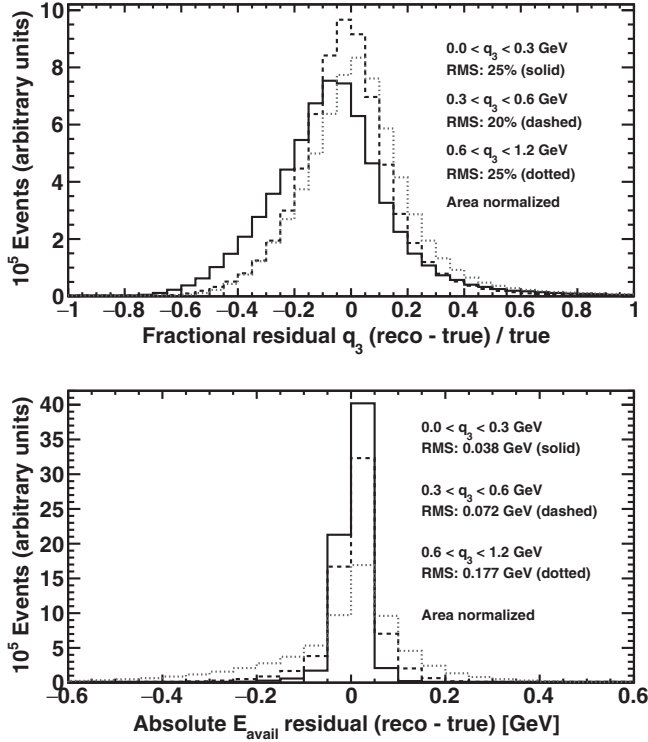 10
8
6
4
2
0
10⁵ Events (arbitrary units)
0.0 < q₃ < 0.3 GeV
RMS: 25% (solid)
0.3 < q₃ < 0.6 GeV
RMS: 20% (dashed)
0.6 < q₃ < 1.2 GeV
RMS: 25% (dotted)
Area normalized
−1 −0.8 −0.6 −0.4 −0.2 0 0.2 0.4 0.6 0.8 1
Fractional residual q₃ (reco - true) / true
40
35
30
25
20
15
10
5
0
10⁵ Events (arbitrary units)
0.0 < q₃ < 0.3 GeV
RMS: 0.038 GeV (solid)
0.3 < q₃ < 0.6 GeV
RMS: 0.072 GeV (dashed)
0.6 < q₃ < 1.2 GeV
RMS: 0.177 GeV (dotted)
Area normalized
−0.6 −0.4 −0.2 0 0.2 0.4 0.6
Absolute E_avail residual (reco - true) [GeV]